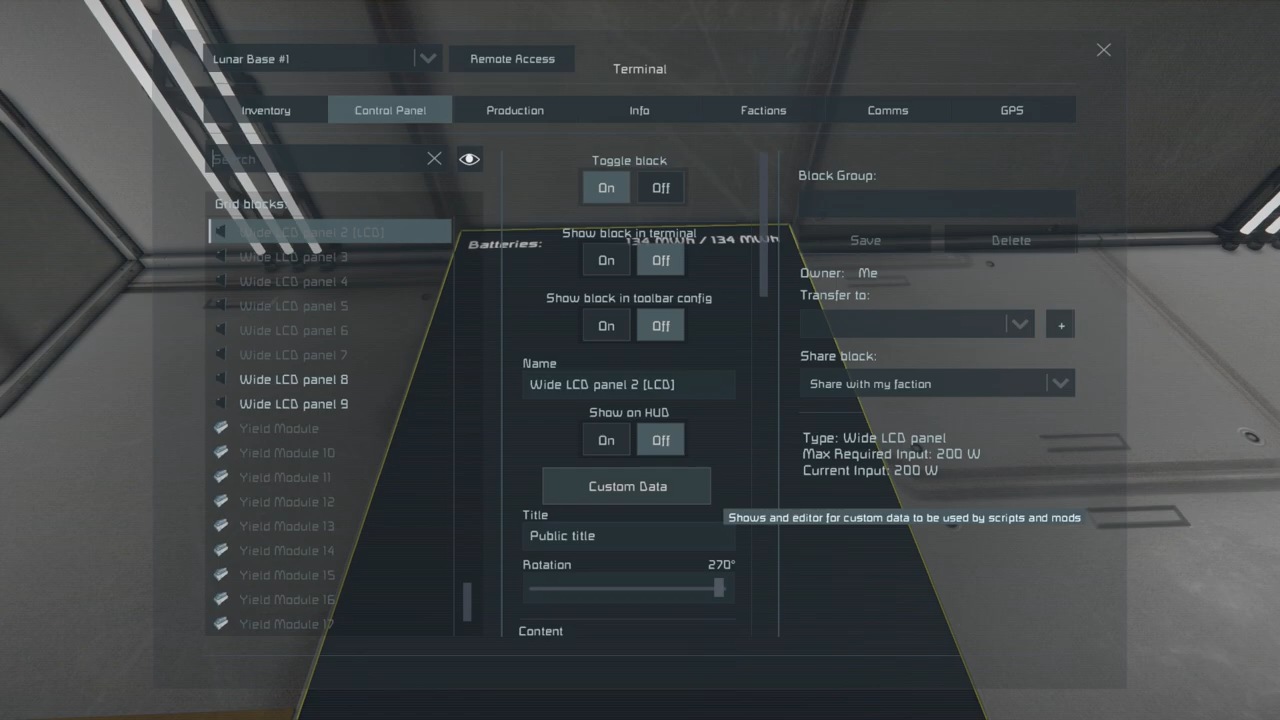 Lunar Base #1
Remote Access
Terminal
Inventory
Control Panel
Production
Info
Factions
Comms
GPS
Search
Grid blocks:
Wide LCD panel 2 [LCD]
Wide LCD panel 3
Wide LCD panel 4
Wide LCD panel 5
Wide LCD panel 6
Wide LCD panel 7
Wide LCD panel 8
Wide LCD panel 9
Yield Module
Yield Module 10
Yield Module 11
Yield Module 12
Yield Module 13
Yield Module 14
Yield Module 15
Yield Module 16
Yield Module 17
Toggle block
On Off
Show block in terminal
Batteries: 134 MWh / 134 MWh
On Off
Show block in toolbar config
On Off
Name
Wide LCD panel 2 [LCD]
Show on HUD
On Off
Custom Data
Title
Public title
Rotation 270°
Content
Block Group:
Save
Delete
Owner: Me
Transfer to:
+
Share block:
Share with my faction
Type: Wide LCD panel
Max Required Input: 200 W
Current Input: 200 W
Shows and editor for custom data to be used by scripts and mods